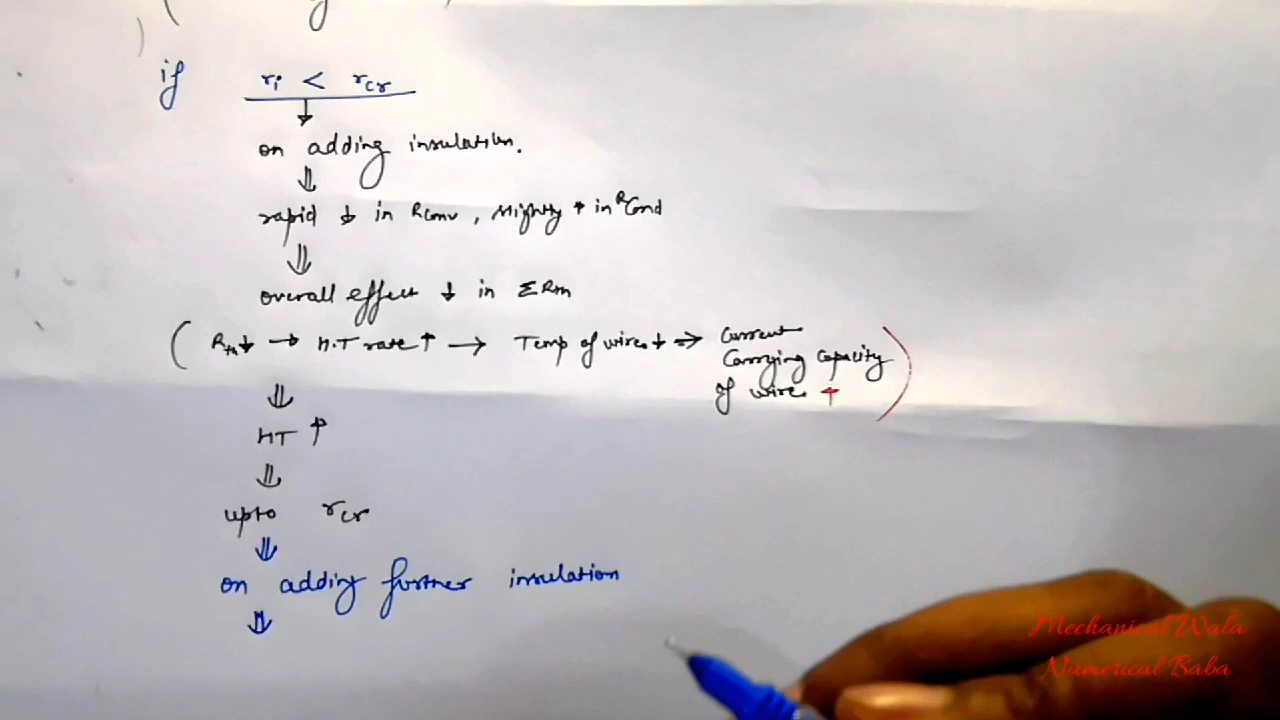 if r_i < r_cr
on adding insulation.
⇓
rapid ↓ in Rconv, slightly ↑ in Rcond
⇓
overall effect ↓ in ΣRth
( Rth↓ → H.T rate ↑ → Temp of wire ↓ ⇒ Current
Carrying Capacity
of wire ↑ )
⇓
HT ↑
⇓
upto r_cr
⇓
on adding further insulation
⇓
Mechanical Wala
Numerical Baba